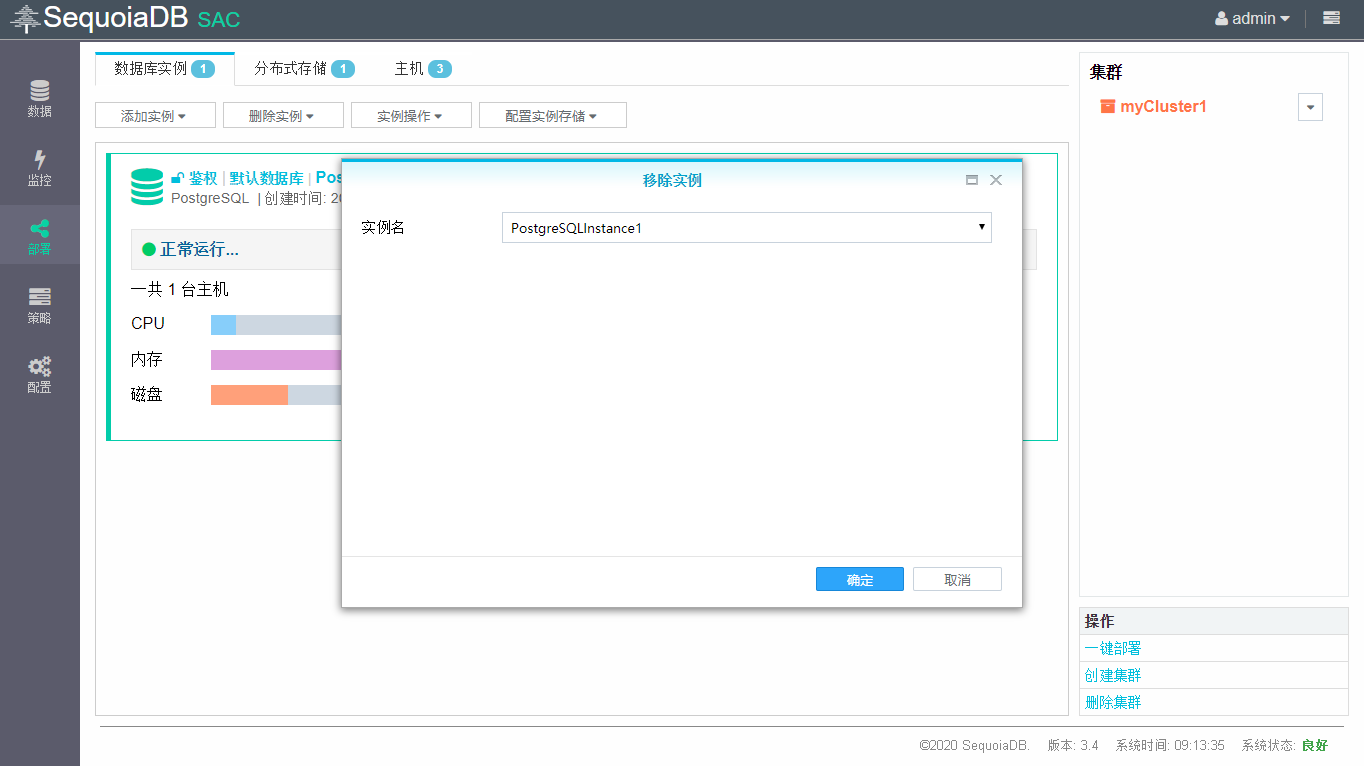 SequoiaDB SAC
admin
数据
监控
部署
策略
配置
数据库实例 1
分布式存储 1
主机 3
添加实例
删除实例
实例操作
配置实例存储
鉴权 | 默认数据库 | Pos
PostgreSQL | 创建时间: 20
正常运行...
一共 1 台主机
CPU
内存
磁盘
移除实例
实例名
PostgreSQLInstance1
确定
取消
集群
myCluster1
操作
一键部署
创建集群
删除集群
©2020 SequoiaDB. 版本: 3.4 系统时间: 09:13:35 系统状态: 良好